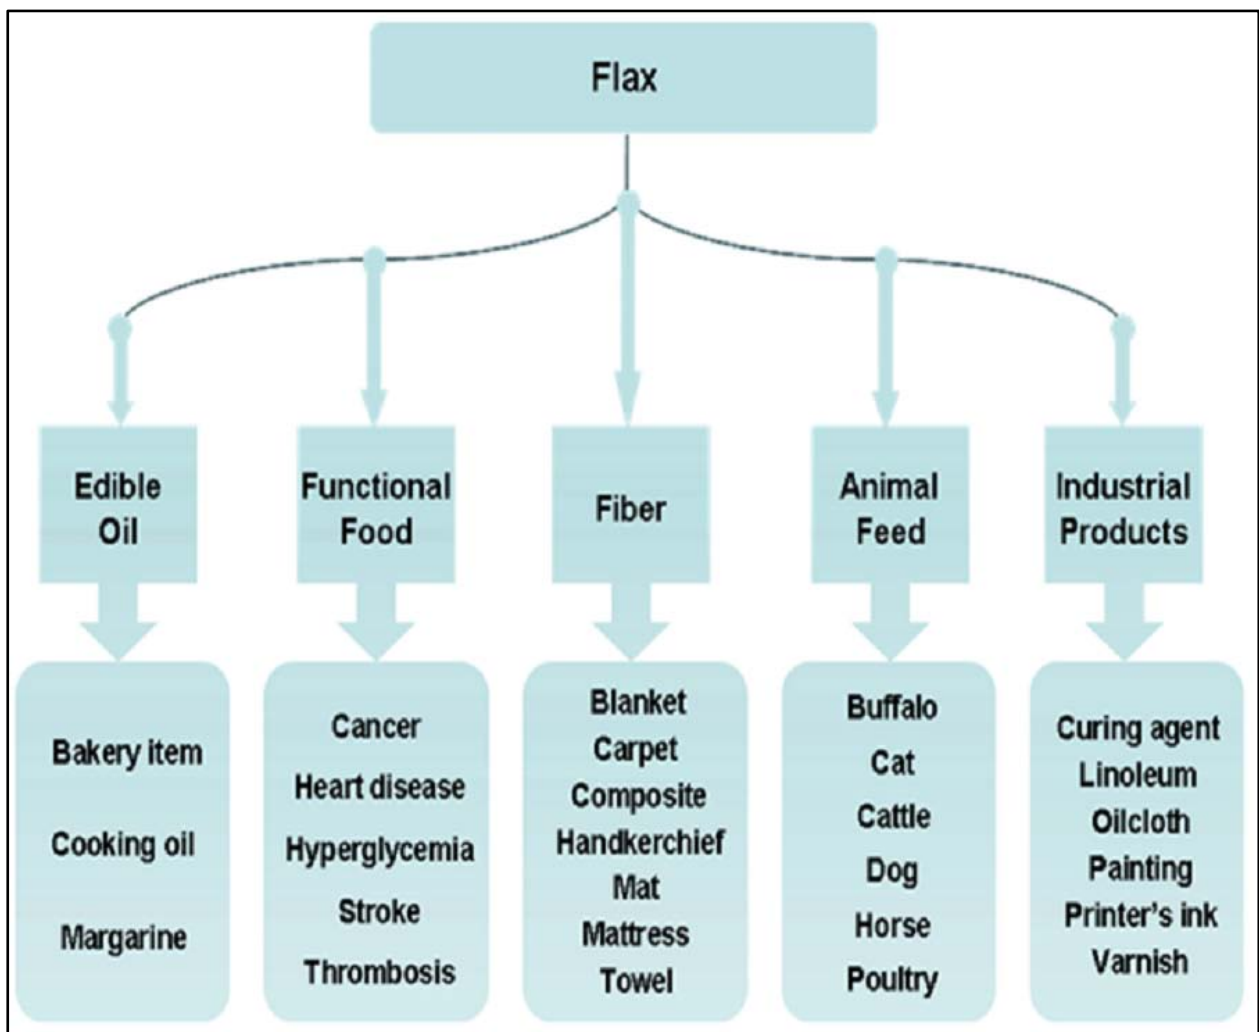 Flax
Edible
Oil
Functional
Food
Fiber
Animal
Feed
Industrial
Products
Bakery item
Cooking oil
Margarine
Cancer
Heart disease
Hyperglycemia
Stroke
Thrombosis
Blanket
Carpet
Composite
Handkerchief
Mat
Mattress
Towel
Buffalo
Cat
Cattle
Dog
Horse
Poultry
Curing agent
Linoleum
Oilcloth
Painting
Printer’s ink
Varnish